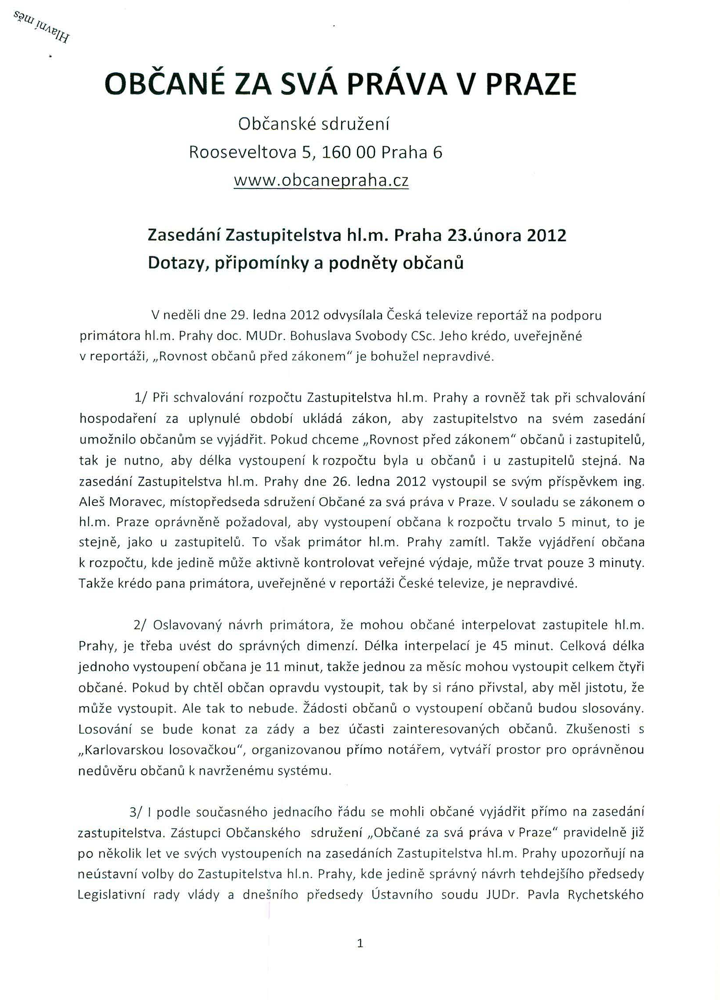 Hlavní měs
OBČANÉ ZA SVÁ PRÁVA V PRAZE
Občanské sdružení
Rooseveltova 5, 160 00 Praha 6
www.obcanepraha.cz
Zasedání Zastupitelstva hl.m. Praha 23.února 2012
Dotazy, připomínky a podněty občanů
V neděli dne 29. ledna 2012 odvysílala Česká televize reportáž na podporu
primátora hl.m. Prahy doc. MUDr. Bohuslava Svobody CSc. Jeho krédo, uveřejněné
v reportáži, „Rovnost občanů před zákonem" je bohužel nepravdivé.
1/ Při schvalování rozpočtu Zastupitelstva hl.m. Prahy a rovněž tak při schvalování
hospodaření za uplynulé období ukládá zákon, aby zastupitelstvo na svém zasedání
umožnilo občanům se vyjádřit. Pokud chceme „Rovnost před zákonem" občanů i zastupitelů,
tak je nutno, aby délka vystoupení k rozpočtu byla u občanů i u zastupitelů stejná. Na
zasedání Zastupitelstva hl.m. Prahy dne 26. ledna 2012 vystoupil se svým příspěvkem ing.
Aleš Moravec, místopředseda sdružení Občané za svá práva v Praze. V souladu se zákonem o
hl.m. Praze oprávněně požadoval, aby vystoupení občana k rozpočtu trvalo 5 minut, to je
stejně, jako u zastupitelů. To však primátor hl.m. Prahy zamítl. Takže vyjádření občana
k rozpočtu, kde jedině může aktivně kontrolovat veřejné výdaje, může trvat pouze 3 minuty.
Takže krédo pana primátora, uveřejněné v reportáži České televize, je nepravdivé.
2/ Oslavovaný návrh primátora, že mohou občané interpelovat zastupitele hl.m.
Prahy, je třeba uvést do správných dimenzí. Délka interpelací je 45 minut. Celková délka
jednoho vystoupení občana je 11 minut, takže jednou za měsíc mohou vystoupit celkem čtyři
občané. Pokud by chtěl občan opravdu vystoupit, tak by si ráno přivstal, aby měl jistotu, že
může vystoupit. Ale tak to nebude. Žádosti občanů o vystoupení občanů budou slosovány.
Losování se bude konat za zády a bez účasti zainteresovaných občanů. Zkušenosti s
„Karlovarskou losovačkou", organizovanou přímo notářem, vytváří prostor pro oprávněnou
nedůvěru občanů k navrženému systému.
3/ I podle současného jednacího řádu se mohli občané vyjádřit přímo na zasedání
zastupitelstva. Zástupci Občanského sdružení „Občané za svá práva v Praze" pravidelně již
po několik let ve svých vystoupeních na zasedáních Zastupitelstva hl.m. Prahy upozorňují na
neústavní volby do Zastupitelstva hl.n. Prahy, kde jedině správný návrh tehdejšího předsedy
Legislativní rady vlády a dnešního předsedy Ústavního soudu JUDr. Pavla Rychetského
1